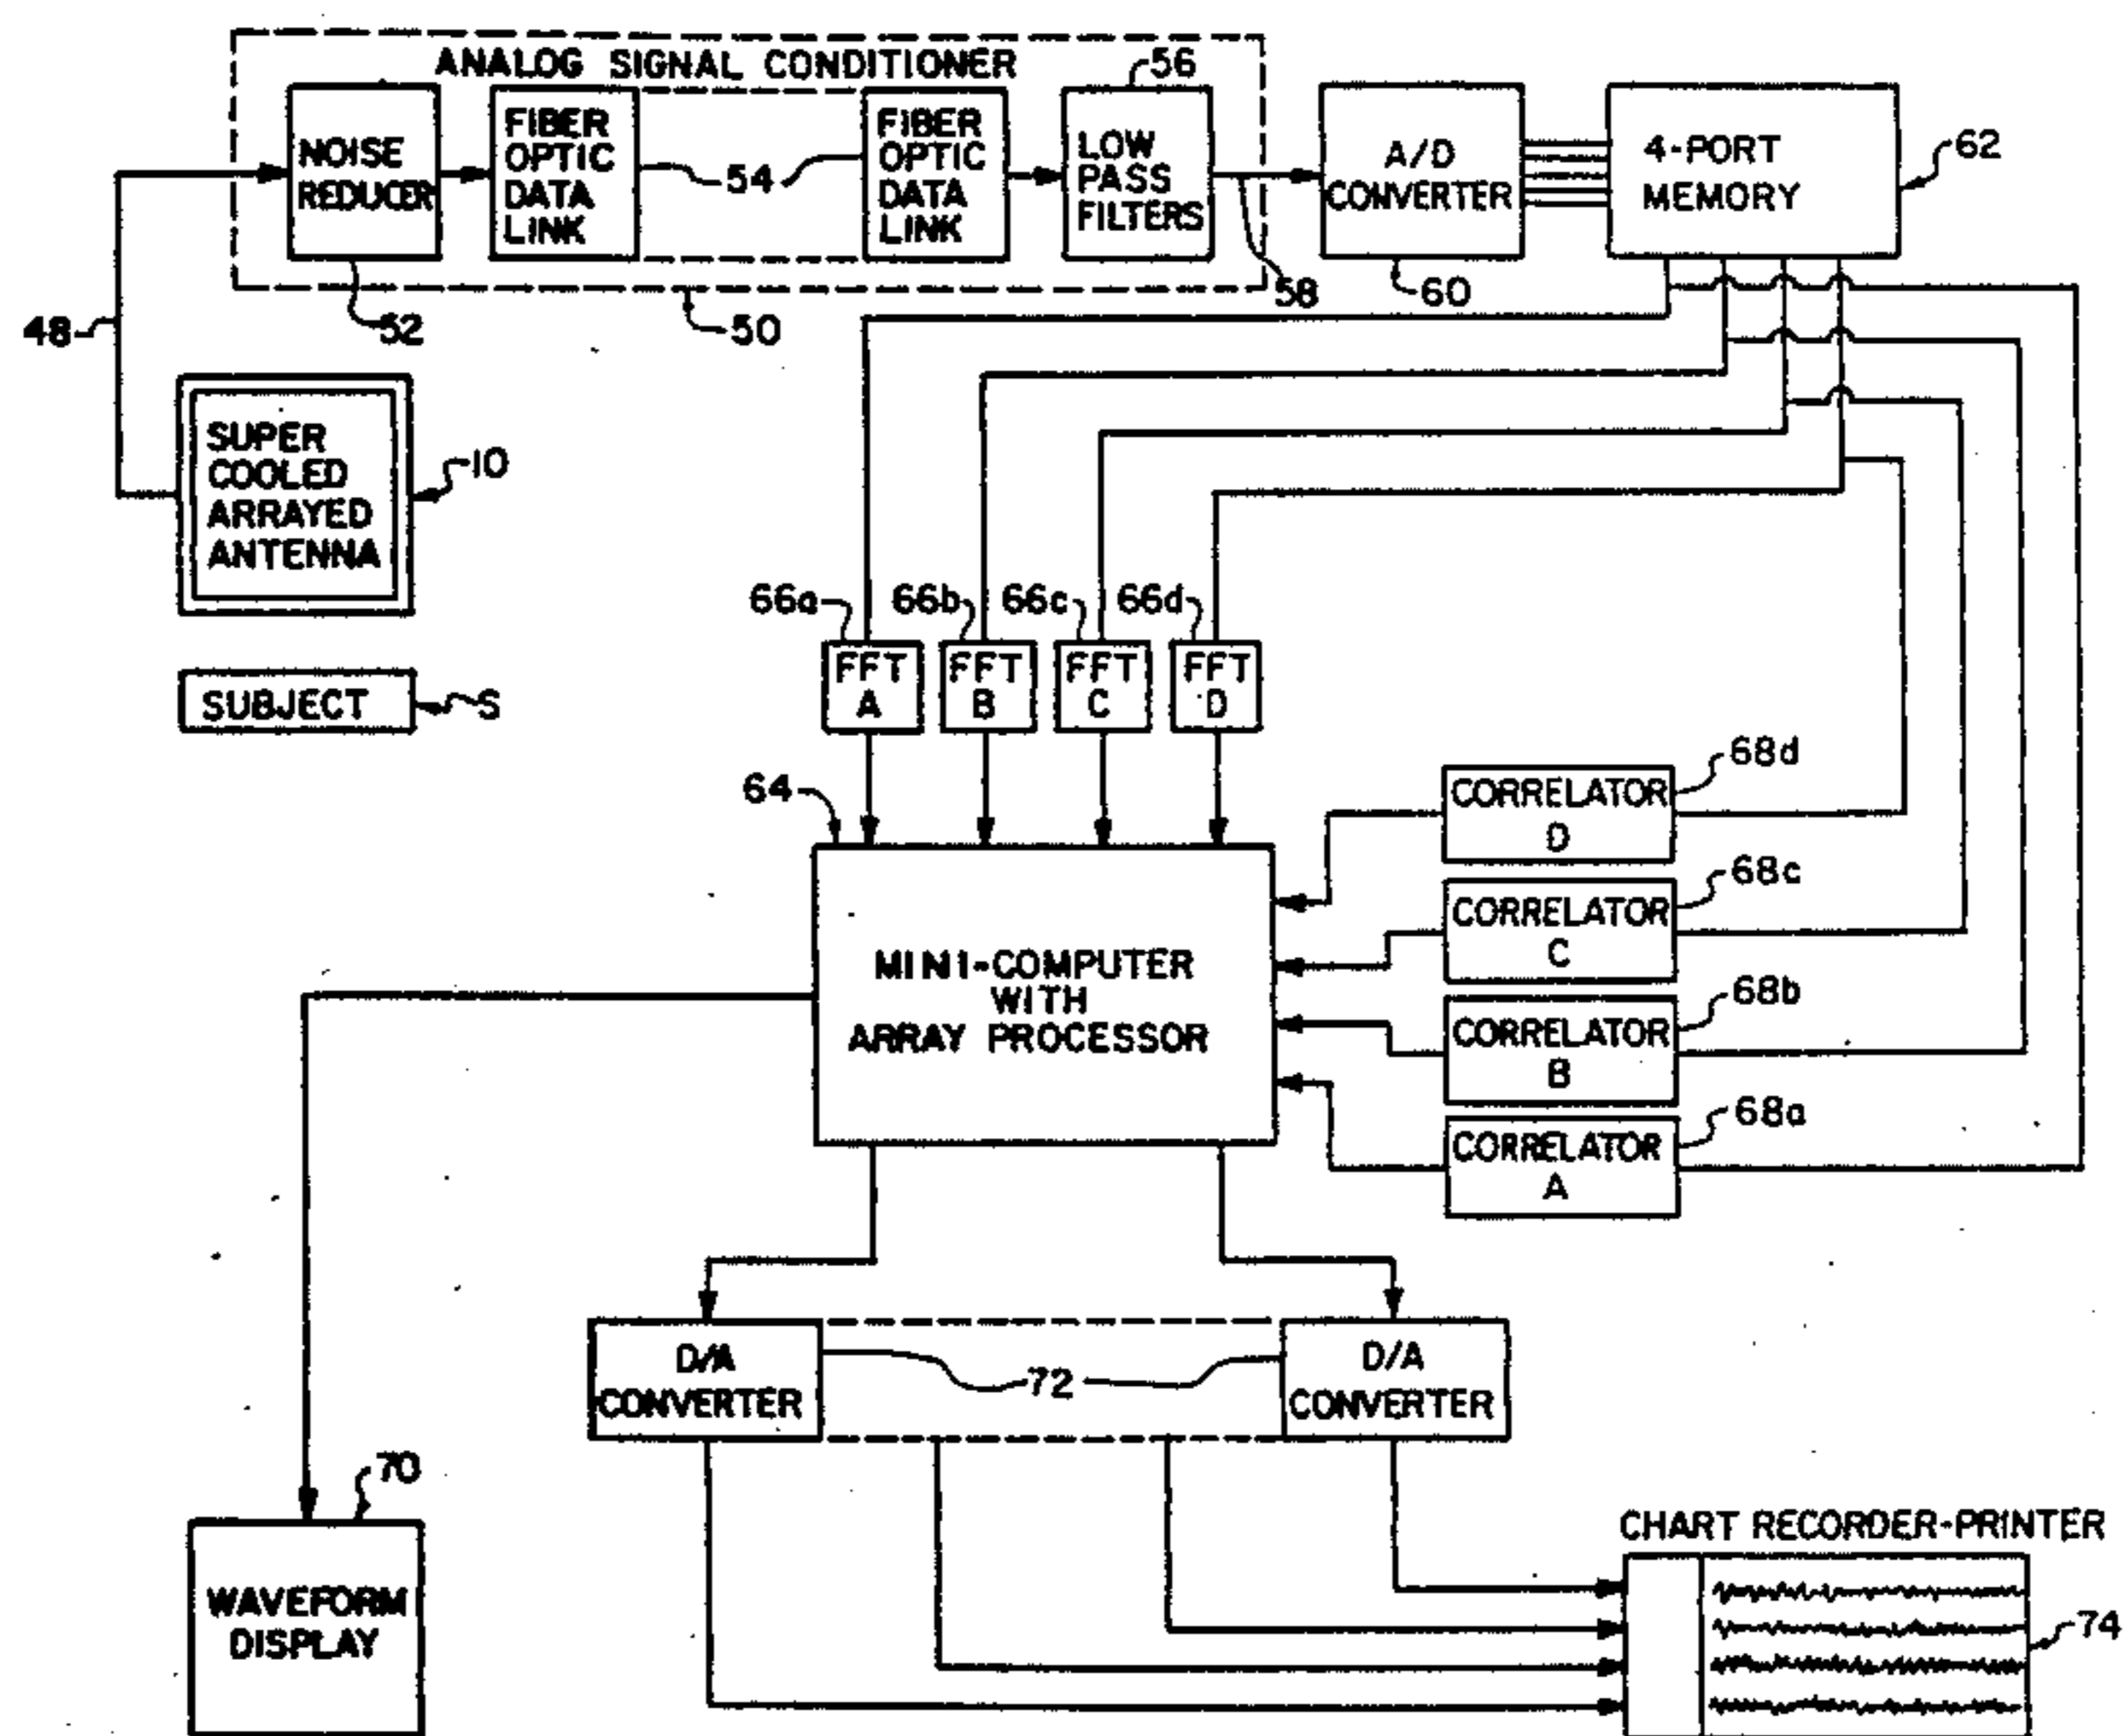 ANALOG SIGNAL CONDITIONER
56
NOISE
REDUCER
FIBER
OPTIC
DATA
LINK
54
FIBER
OPTIC
DATA
LINK
LOW
PASS
FILTERS
A/D
CONVERTER
4-PORT
MEMORY
62
48
52
50
58
60
SUPER
COOLED
ARRAYED
ANTENNA
10
SUBJECT
S
66a
66b
66c
66d
FFT
A
FFT
B
FFT
C
FFT
D
64
CORRELATOR
D
68d
CORRELATOR
C
68c
CORRELATOR
B
68b
CORRELATOR
A
68a
MINI-COMPUTER
WITH
ARRAY PROCESSOR
D/A
CONVERTER
72
D/A
CONVERTER
70
WAVEFORM
DISPLAY
CHART RECORDER-PRINTER
74